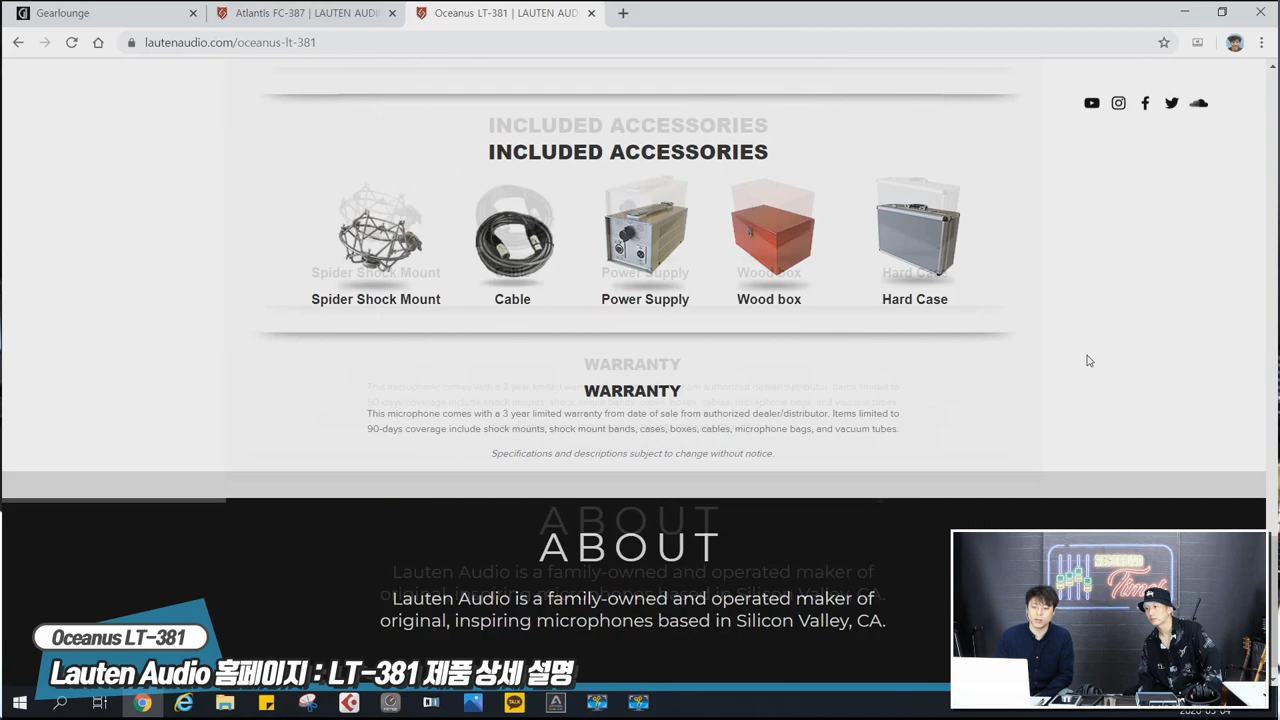 Gearlounge
Atlantis FC-387 | LAUTEN AUDI
Oceanus LT-381 | LAUTEN AUD
lautenaudio.com/oceanus-lt-381
INCLUDED ACCESSORIES
INCLUDED ACCESSORIES
Spider Shock Mount
Cable
Power Supply
Wood box
Hard Case
Spider Shock Mount
Cable
Power Supply
Wood box
Hard Case
WARRANTY
WARRANTY
This microphone comes with a 3 year limited warranty from date of sale from authorized dealer/distributor. Items limited to
90-days coverage include shock mounts, shock mount bands, cases, boxes, cables, microphone bags, and vacuum tubes.
Specifications and descriptions subject to change without notice.
ABOUT
ABOUT
Lauten Audio is a family-owned and operated maker of
Lauten Audio is a family-owned and operated maker of
original, inspiring microphones based in Silicon Valley, CA.
Time
Oceanus LT-381
Lauten Audio 홈페이지 : LT-381 제품 상세 설명
TALK